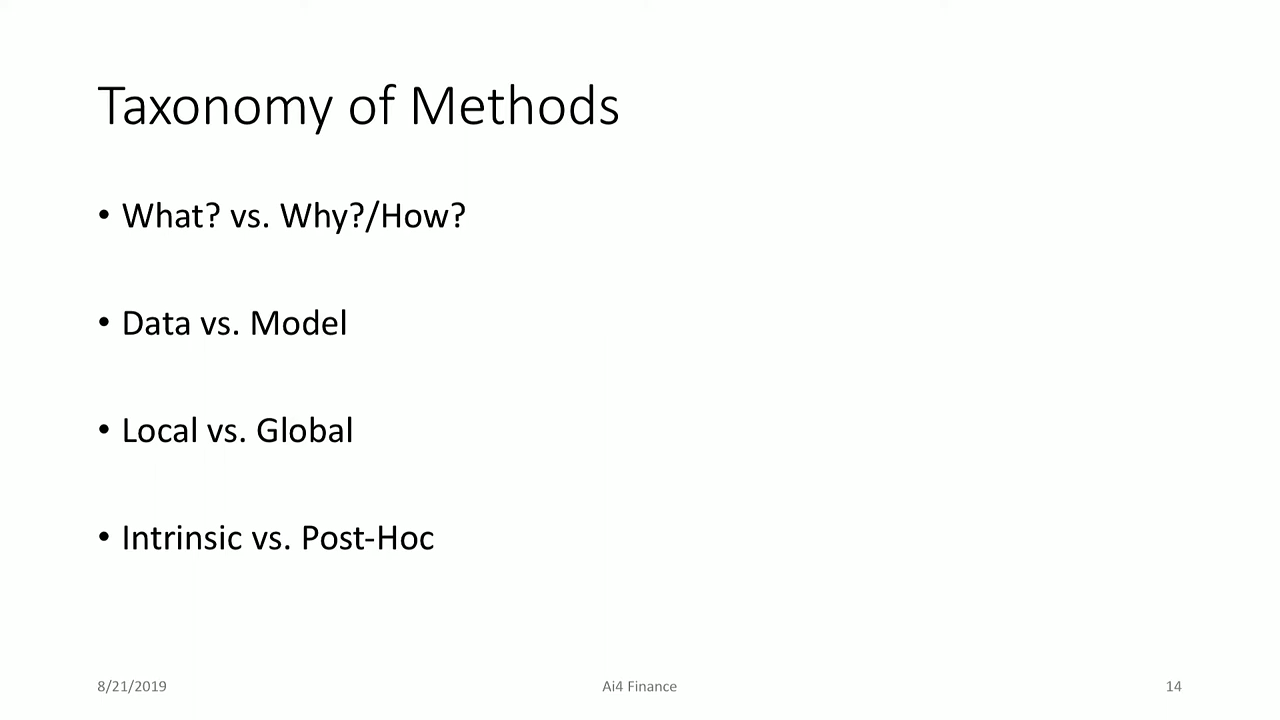 Taxonomy of Methods
• What? vs. Why?/How?
• Data vs. Model
• Local vs. Global
• Intrinsic vs. Post-Hoc
8/21/2019
Ai4 Finance
14